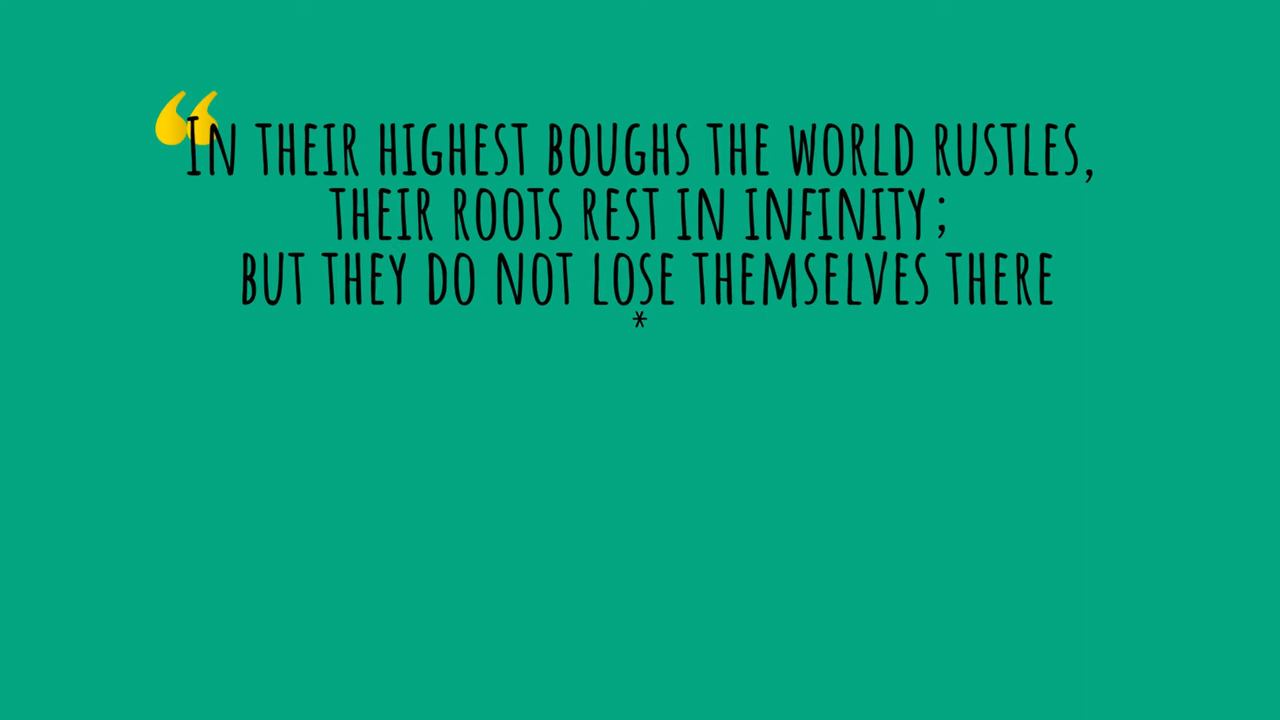 “In their highest boughs the world rustles,
their roots rest in infinity;
but they do not lose themselves there
*